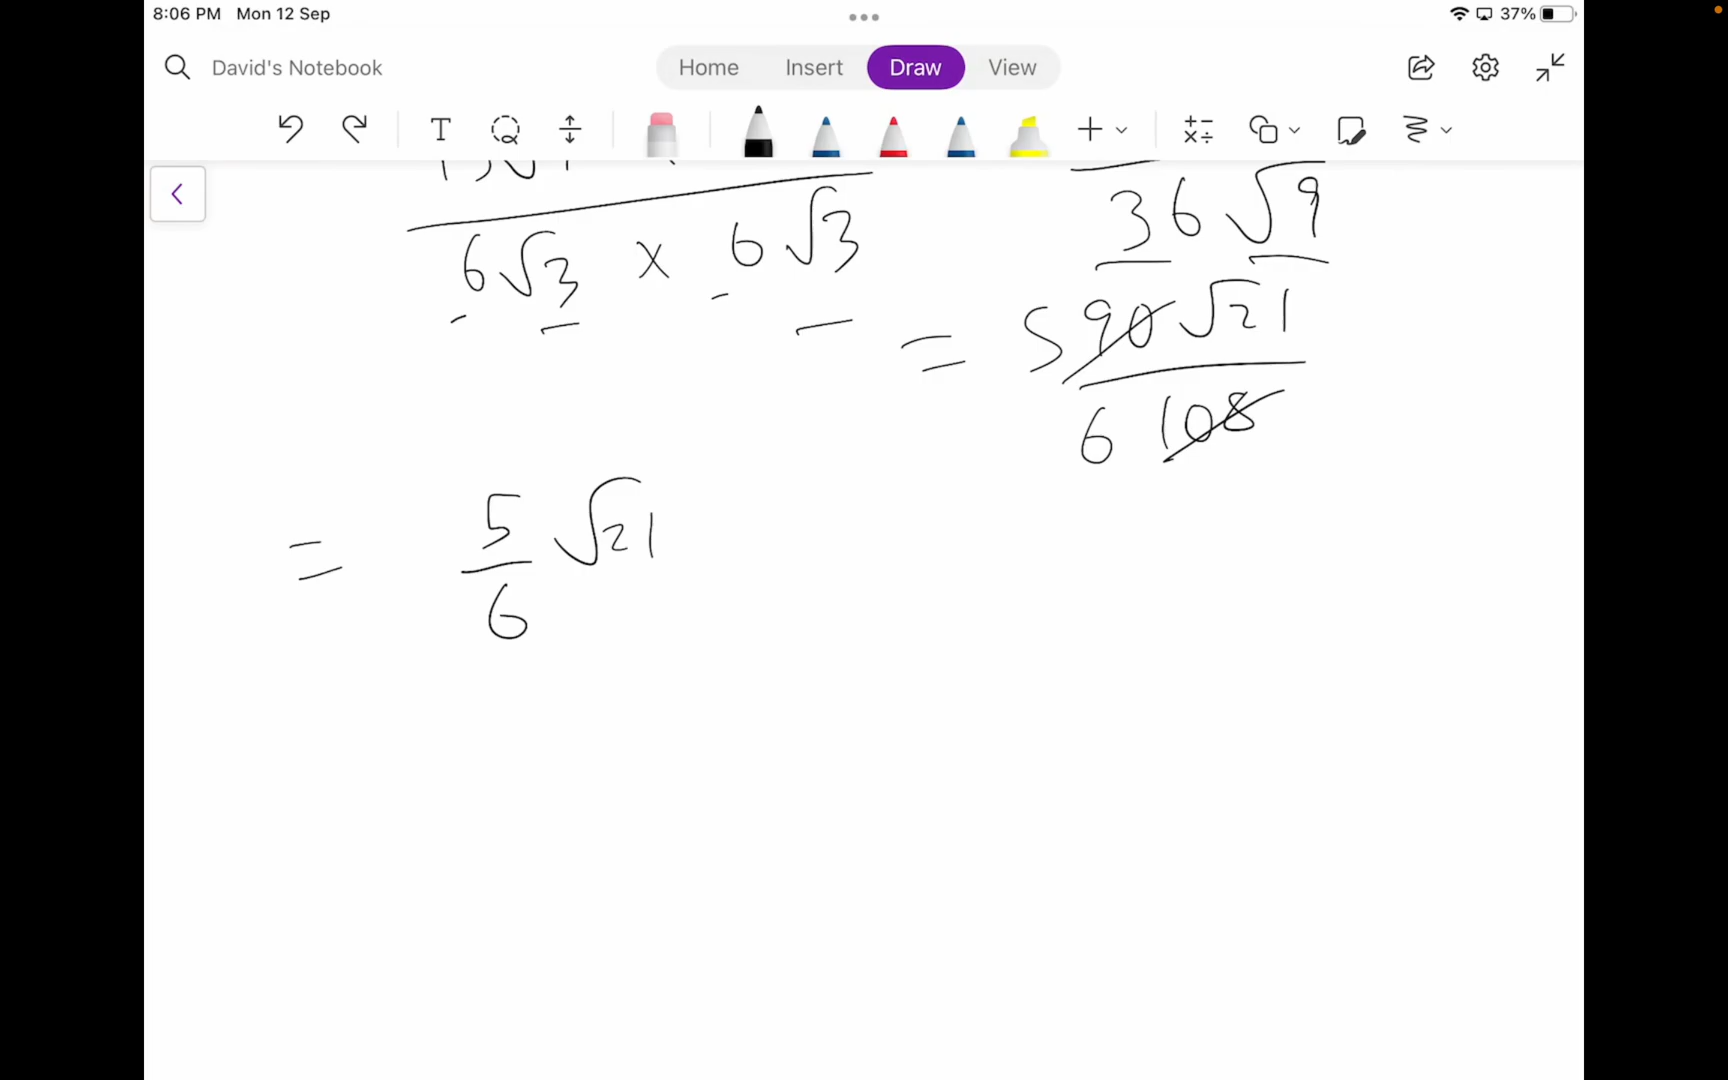 8:06 PM Mon 12 Sep
37%
David's Notebook
Home Insert Draw View
T
6√3 × 6√3
36√9
= 5 90√21
6 108
= 5/6 √21